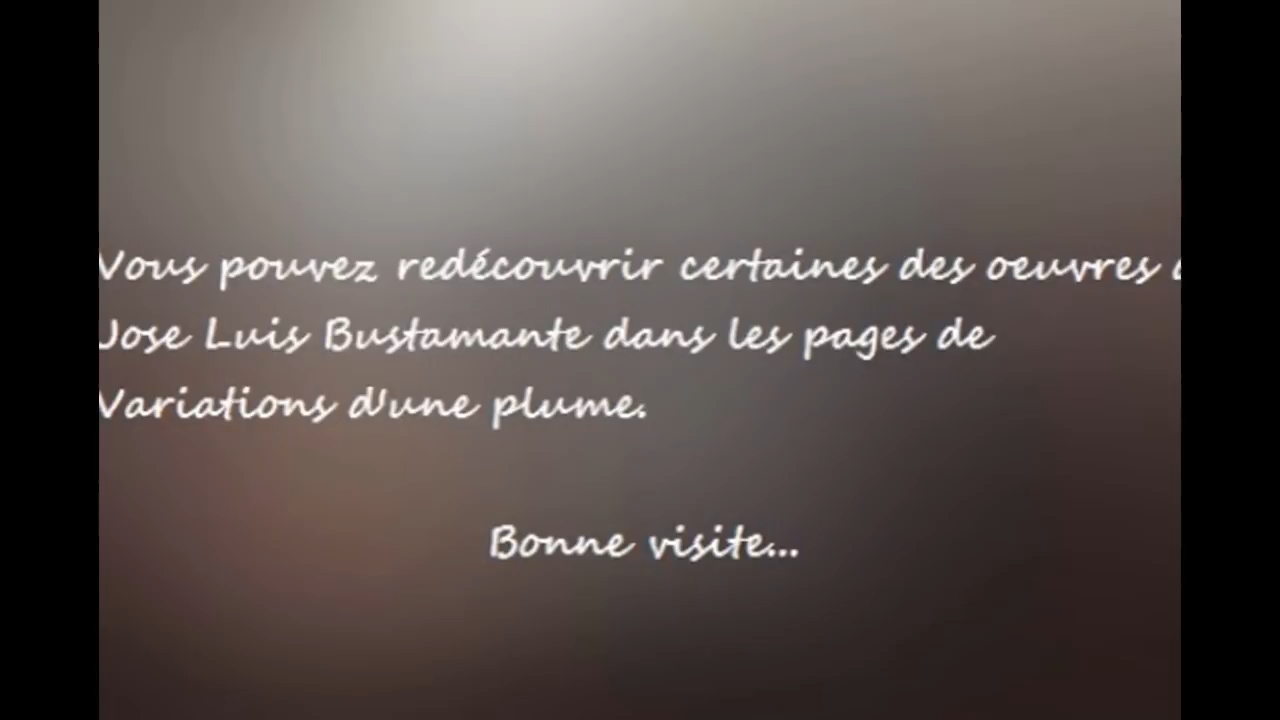 Vous pouvez redécouvrir certaines des oeuvres
Jose Luis Bustamante dans les pages de
Variations d'une plume.
Bonne visite...